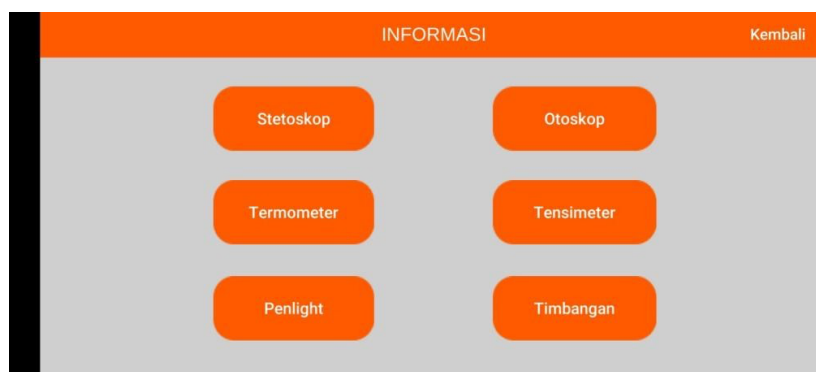 INFORMASI Kembali
Stetoskop Otoskop
Termometer Tensimeter
Penlight Timbangan